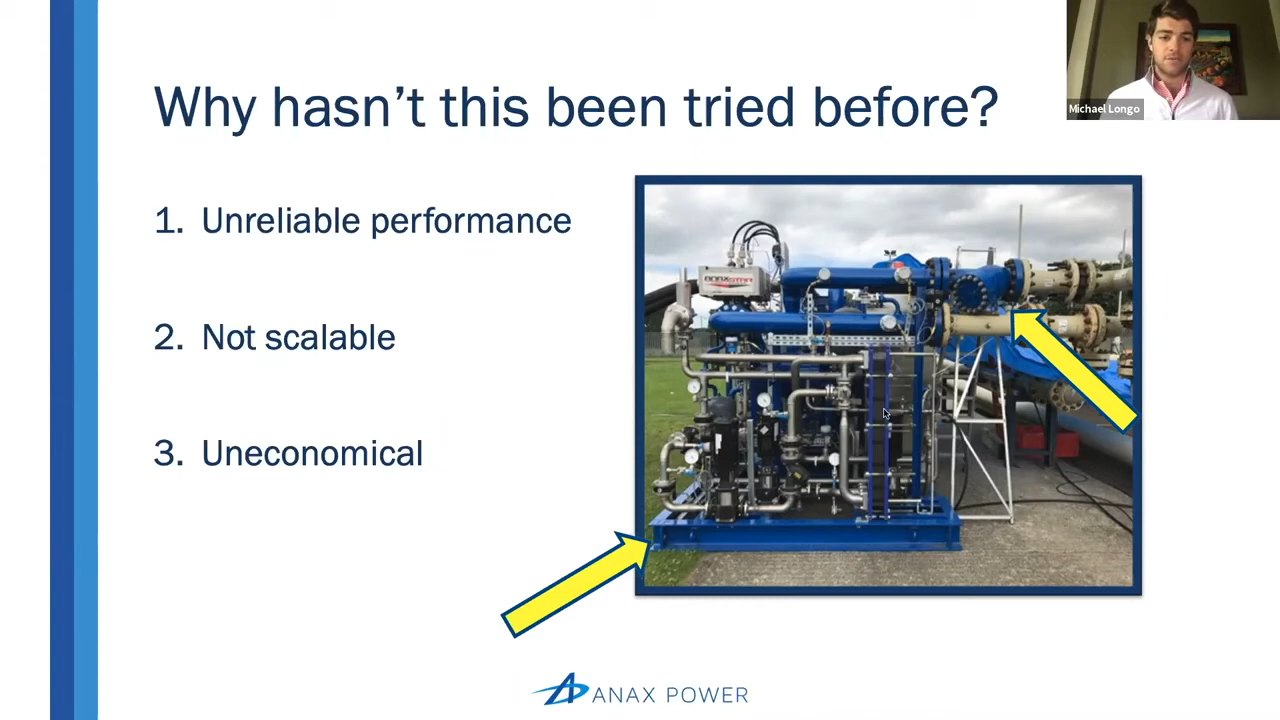 Why hasn't this been tried before?
Michael Longo
1. Unreliable performance
2. Not scalable
3. Uneconomical
ANAX POWER